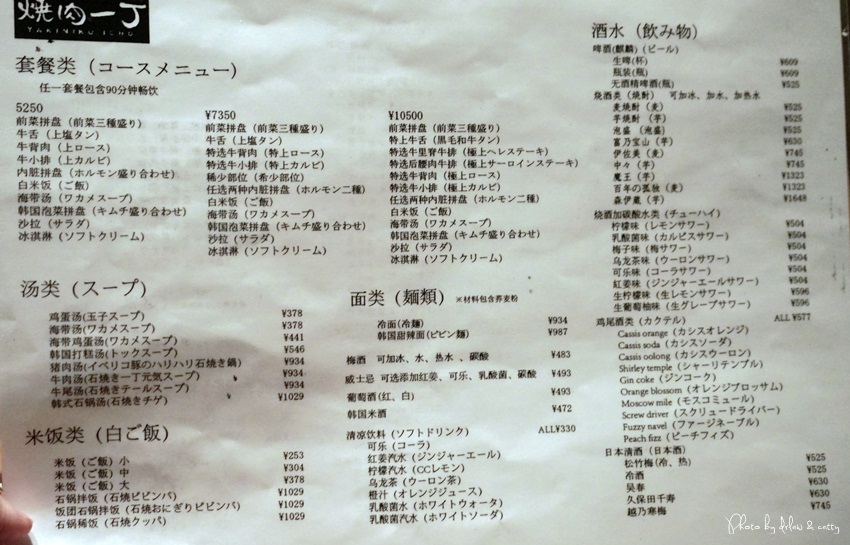 焼肉一丁
YAKINIKU ICHO
套餐类（コースメニュー）
任一套餐包含90分钟畅饮
5250
前菜拼盘（前菜三種盛り）
牛舌（上塩タン）
牛背肉（上ロース）
牛小排（上カルビ）
内脏拼盘（ホルモン盛り合わせ）
白米饭（ご飯）
海带汤（ワカメスープ）
韩国泡菜拼盘（キムチ盛り合わせ）
沙拉（サラダ）
冰淇淋（ソフトクリーム）
¥7350
前菜拼盘（前菜三種盛り）
牛舌（上塩タン）
特选牛背肉（特上ロース）
特选牛小排（特上カルビ）
稀少部位（希少部位）
任选两种内脏拼盘（ホルモン二種）
白米饭（ご飯）
海带汤（ワカメスープ）
韩国泡菜拼盘（キムチ盛り合わせ）
沙拉（サラダ）
冰淇淋（ソフトクリーム）
¥10500
前菜拼盘（前菜三種盛り）
特上牛舌（黒毛和牛タン）
特选牛里脊牛排（極上ヘレステーキ）
特选后腰肉牛排（極上サーロインステーキ）
特选牛背肉（極上ロース）
特选牛小排（極上カルビ）
任选两种内脏拼盘（ホルモン二種）
白米饭（ご飯）
海带汤（ワカメスープ）
韩国泡菜拼盘（キムチ盛り合わせ）
沙拉（サラダ）
冰淇淋（ソフトクリーム）
汤类（スープ）
鸡蛋汤(玉子スープ) ¥378
海带汤(ワカメスープ) ¥378
海带鸡蛋汤(ワカメスープ) ¥441
韩国打糕汤(トックスープ) ¥546
猪肉汤(イベリコ豚のハリハリ石焼き鍋) ¥934
牛肉汤(石焼き一丁元気スープ) ¥934
牛尾汤(石焼きテールスープ) ¥934
韩式石锅汤(石焼きチゲ) ¥1029
米饭类（白ご飯）
米饭（ご飯）小 ¥253
米饭（ご飯）中 ¥304
米饭（ご飯）大 ¥378
石锅拌饭（石焼ビビンバ） ¥1029
饭团石锅拌饭（石焼おにぎりビビンバ） ¥1029
石锅稀饭（石焼クッパ） ¥1029
面类（麺類） ※材料包含荞麦粉
冷面(冷麺) ¥934
韩国甜辣面(ビビン麺) ¥987
梅酒 可加冰、水、热水 、碳酸 ¥483
威士忌 可选添加红姜、可乐、乳酸菌、碳酸 ¥493
葡萄酒(红、白) ¥493
韩国米酒 ¥472
清凉饮料（ソフトドリンク） ALL¥330
可乐（コーラ）
红姜汽水（ジンジャーエール）
柠檬汽水（CCレモン）
乌龙茶（ウーロン茶）
橙汁（オレンジジュース）
乳酸菌水（ホワイトウォータ）
乳酸菌汽水（ホワイトソーダ）
酒水（飲み物）
啤酒(麒麟)（ビール）
生啤(杯) ¥609
瓶装(瓶) ¥609
无酒精啤酒(瓶) ¥525
烧酒类（焼酎） 可加冰、加水、加热水
麦焼酎（麦） ¥525
芋焼酎（芋） ¥525
泡盛（泡盛） ¥525
富乃宝山（芋） ¥630
伊佐美（麦） ¥745
中々（芋） ¥745
魔王（芋） ¥1323
百年の孤独（麦） ¥1323
森伊蔵（芋） ¥1648
烧酒加碳酸水类（チューハイ）
柠檬味（レモンサワー） ¥504
乳酸菌味（カルピスサワー） ¥504
梅子味（梅サワー） ¥504
乌龙茶味（ウーロンサワー） ¥504
可乐味（コーラサワー） ¥504
红姜味（ジンジャーエールサワー） ¥504
生柠檬味（生レモンサワー） ¥596
生葡萄柚味（生グレープサワー） ¥596
鸡尾酒类（カクテル） ALL ¥577
Cassis orange（カシスオレンジ）
Cassis soda（カシスソーダ）
Cassis oolong（カシスウーロン）
Shirley temple（シャーリテンプル）
Gin coke（ジンコーク）
Orange blossom（オレンジブロッサム）
Moscow mile（モスコミュール）
Screw driver（スクリュードライバー）
Fuzzy navel（ファージネーブル）
Peach fizz（ピーチフィズ）
日本清酒（日本酒）
松竹梅(冷、热) ¥525
冷酒 ¥525
吴春 ¥630
久保田千寿 ¥630
越乃寒梅 ¥745
Photo by drlew & cetty